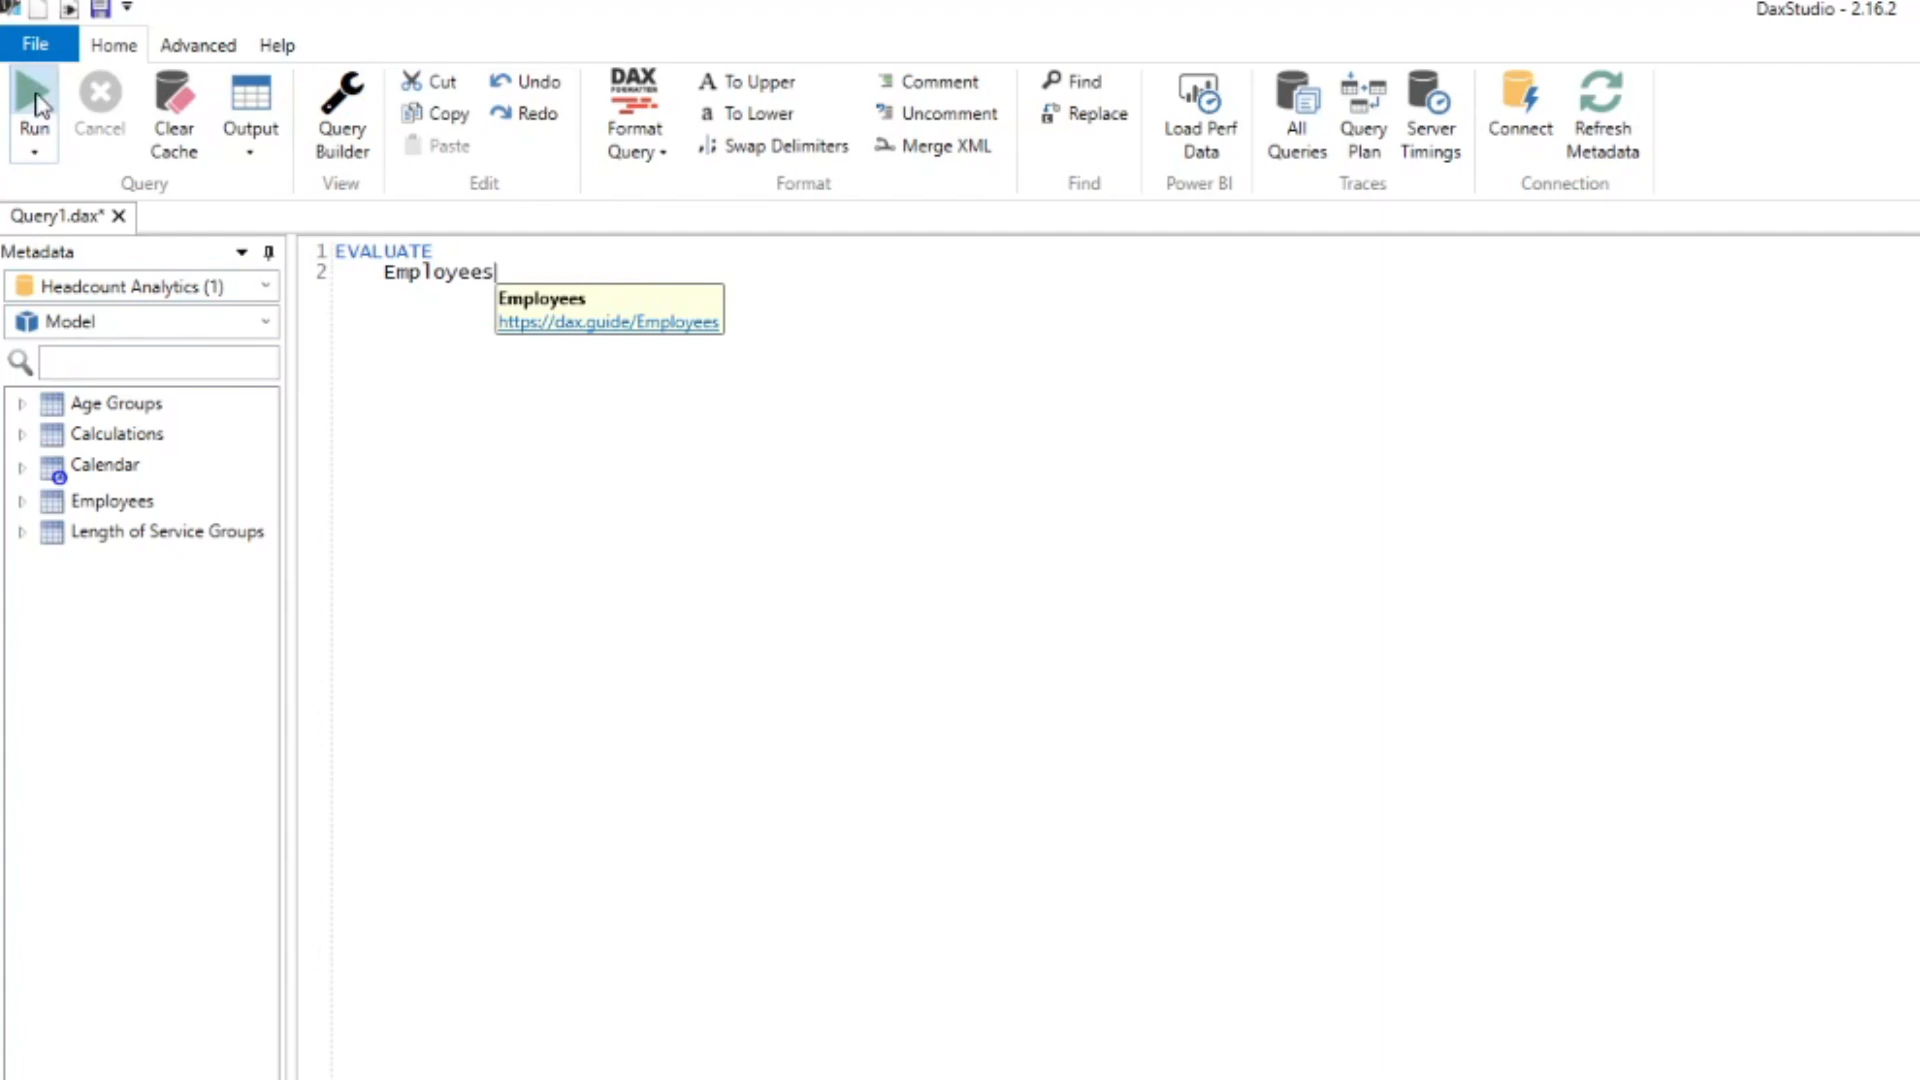 DaxStudio - 2.16.2
File Home Advanced Help
Cut Undo DAX To Upper Comment Find
FORMATTER
Copy Redo To Lower Uncomment Replace
Run Cancel Clear Cache Output Query Builder Paste Format Query Swap Delimiters Merge XML Load Perf Data All Queries Query Plan Server Timings Connect Refresh Metadata
Query View Edit Format Find Power BI Traces Connection
Query1.dax*
Metadata
Headcount Analytics (1)
Model
Age Groups
Calculations
Calendar
Employees
Length of Service Groups
1 EVALUATE
2 Employees
Employees
https://dax.guide/Employees